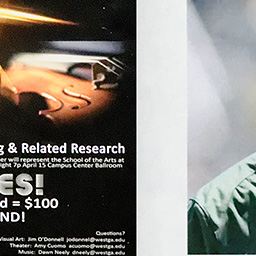 g & Related Research
er will represent the School of the Arts at
ight 7p April 15 Campus Center Ballroom
ES!
d = $100
ND!
Questions?
Visual Art: Jim O'Donnell jodonnel@westga.edu
Theater: Amy Cuomo acuomo@westga.edu
Music: Dawn Neely dneely@westga.edu